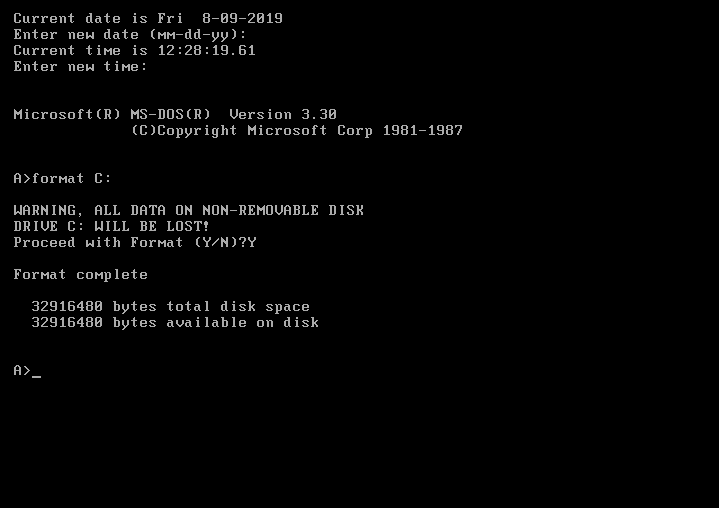 Current date is Fri  8-09-2019
Enter new date (mm-dd-yy):
Current time is 12:28:19.61
Enter new time:
Microsoft(R) MS-DOS(R)  Version 3.30
(C)Copyright Microsoft Corp 1981-1987
A>format C:
WARNING, ALL DATA ON NON-REMOVABLE DISK
DRIVE C: WILL BE LOST!
Proceed with Format (Y/N)?Y
Format complete
32916480 bytes total disk space
32916480 bytes available on disk
A>_